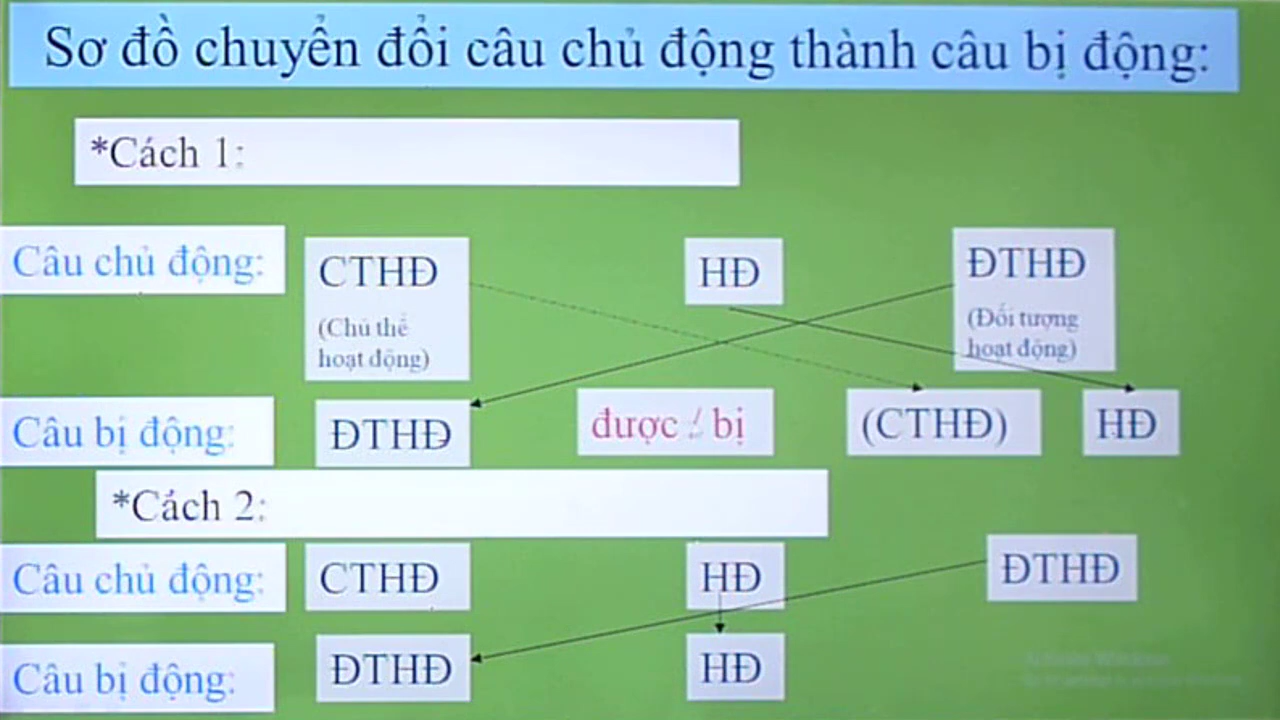 Sơ đồ chuyển đổi câu chủ động thành câu bị động:
*Cách 1:
Câu chủ động: CTHĐ HĐ ĐTHĐ
(Chủ thể (Đối tượng
hoạt động) hoạt động)
Câu bị động: ĐTHĐ được / bị (CTHĐ) HĐ
*Cách 2:
Câu chủ động: CTHĐ HĐ ĐTHĐ
Câu bị động: ĐTHĐ HĐ
Activate Windows